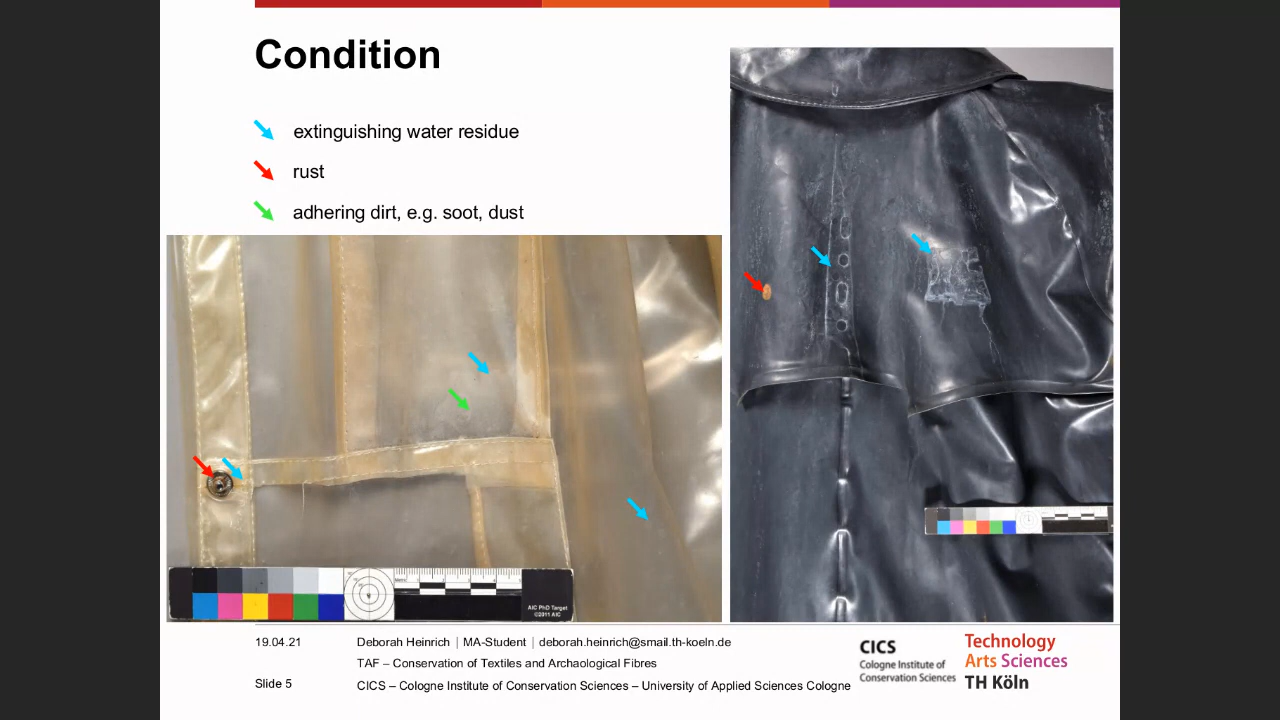 Condition
extinguishing water residue
rust
adhering dirt, e.g. soot, dust
AIC PhD Target
©2011 AIC
19.04.21
Deborah Heinrich | MA-Student | deborah.heinrich@smail.th-koeln.de
TAF – Conservation of Textiles and Archaological Fibres
Slide 5
CICS – Cologne Institute of Conservation Sciences – University of Applied Sciences Cologne
CICS
Cologne Institute of
Conservation Sciences
Technology
Arts Sciences
TH Köln